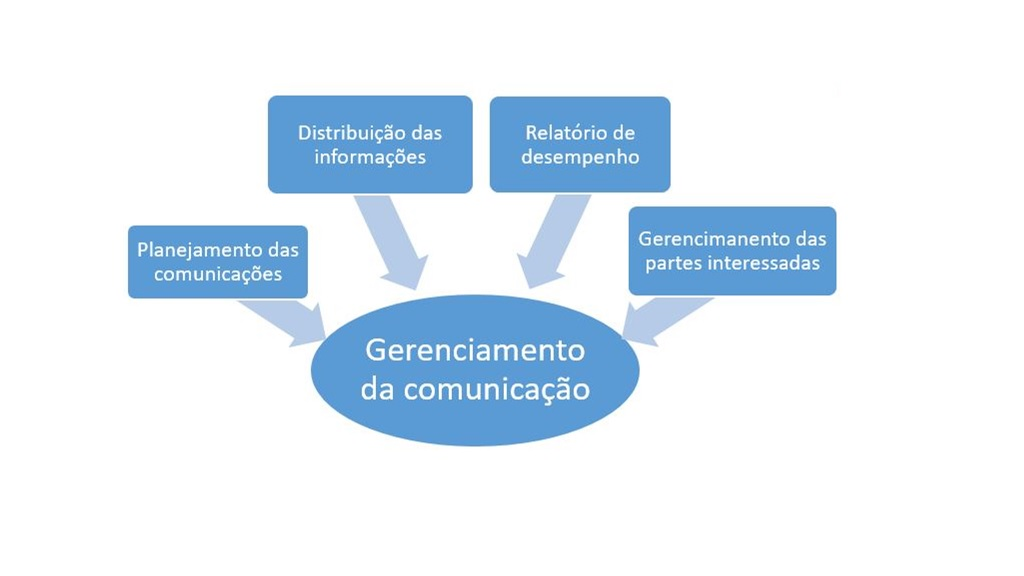 Distribuição das
informações
Relatório de
desempenho
Planejamento das
comunicações
Gerencimanento das
partes interessadas
Gerenciamento
da comunicação